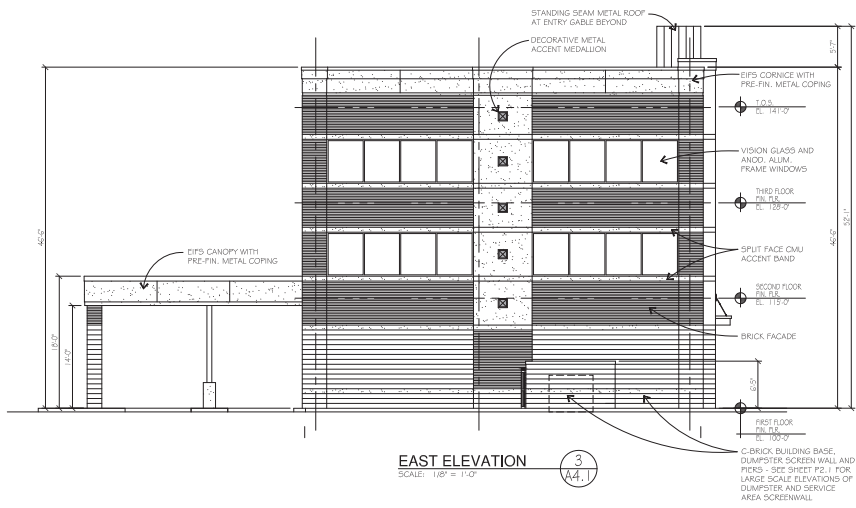 STANDING SEAM METAL ROOF
AT ENTRY GABLE BEYOND
DECORATIVE METAL
ACCENT MEDALLION
5'-7"
EIFS CORNICE WITH
PRE-FIN. METAL COPING
T.O.S.
EL. 141'-0"
VISION GLASS AND
ANOD. ALUM.
FRAME WINDOWS
THIRD FLOOR
FIN. FLR.
EL. 128'-0"
46'-6"
46'-6"
52'-1"
EIFS CANOPY WITH
PRE-FIN. METAL COPING
SPLIT FACE CMU
ACCENT BAND
SECOND FLOOR
FIN. FLR.
EL. 115'-0"
BRICK FACADE
18'-0"
14'-0"
6'-5"
FIRST FLOOR
FIN. FLR.
EL. 100'-0"
C-BRICK BUILDING BASE,
DUMPSTER SCREEN WALL AND
PIERS - SEE SHEET P2.1 FOR
LARGE SCALE ELEVATIONS OF
DUMPSTER AND SERVICE
AREA SCREENWALL
EAST ELEVATION
SCALE: 1/8" = 1'-0"
3
A4.1